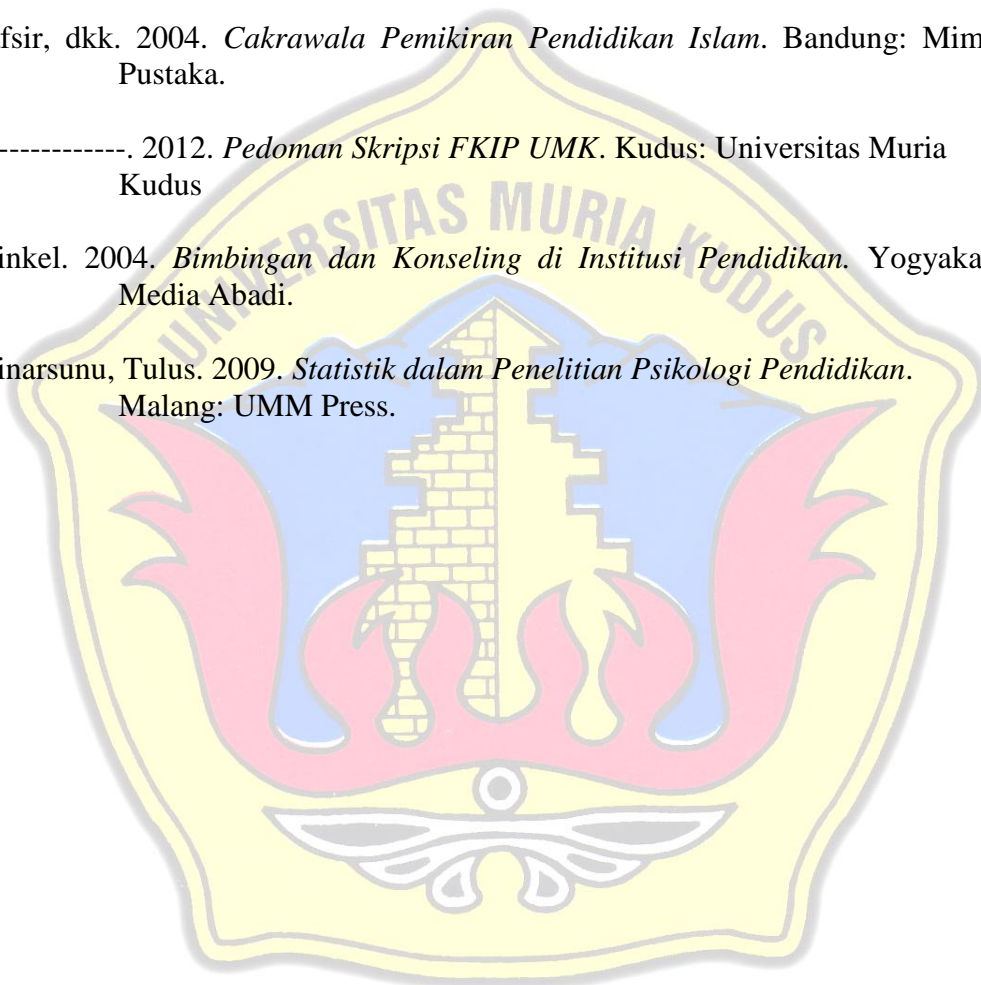 fsir, dkk. 2004. Cakrawala Pemikiran Pendidikan Islam. Bandung: Mim
Pustaka.
------------. 2012. Pedoman Skripsi FKIP UMK. Kudus: Universitas Muria
Kudus
UNIVERSITAS MURIA KUDUS
inkel. 2004. Bimbingan dan Konseling di Institusi Pendidikan. Yogyaka
Media Abadi.
inarsunu, Tulus. 2009. Statistik dalam Penelitian Psikologi Pendidikan.
Malang: UMM Press.